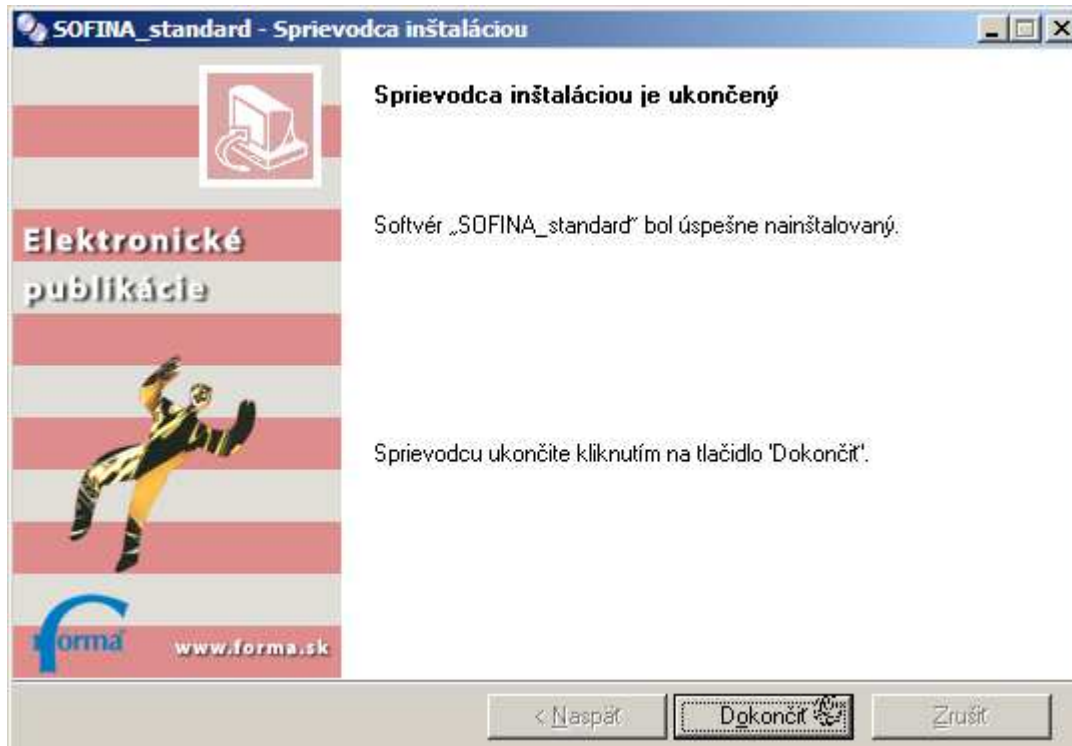 SOFINA_standard - Sprievodca inštaláciou
Sprievodca inštaláciou je ukončený
Softvér „SOFINA_standard“ bol úspešne nainštalovaný.
Elektronické
publikácie
Sprievodcu ukončite kliknutím na tlačidlo 'Dokončiť'.
forma
www.forma.sk
< Naspäť
Dokončiť
Zrušiť